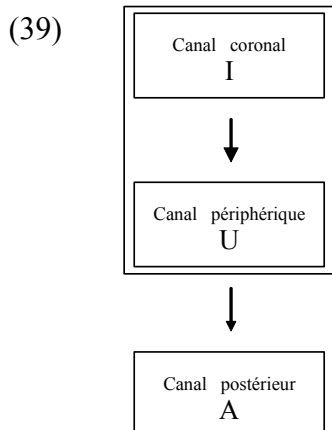 (39)
Canal coronal
I
Canal périphérique
U
Canal postérieur
A